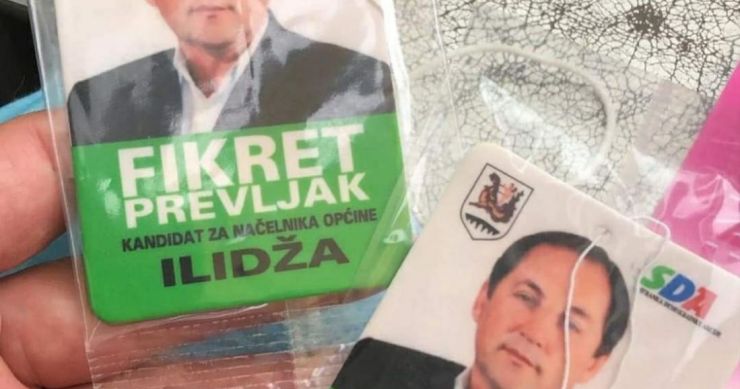 FIKRET
PREVLJAK
KANDIDAT ZA NAČELNIKA OPĆINE
ILIDŽA
SDA